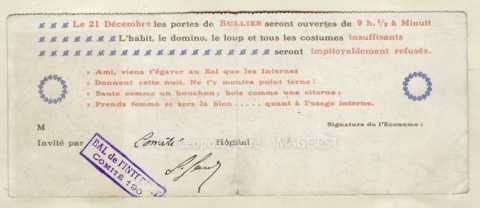 Le 21 Décembre les portes de BULLIER seront ouvertes de 9 h. ½ à Minuit
L'habit, le domino, le loup et tous les costumes insuffisants
seront impitoyablement refusés.
Ami, viens t'égarer au Bal que les Internes
Donnent cette nuit, Ne t'y montre point terne!
Saute comme un bouchon; bois comme une citerne;
Prends femme et sers la bien ..... quant à l'usage interne.
M
Signature de l'Econome:
Invité par Comité Hôpital
BAL de l'INT
COMITÉ 190